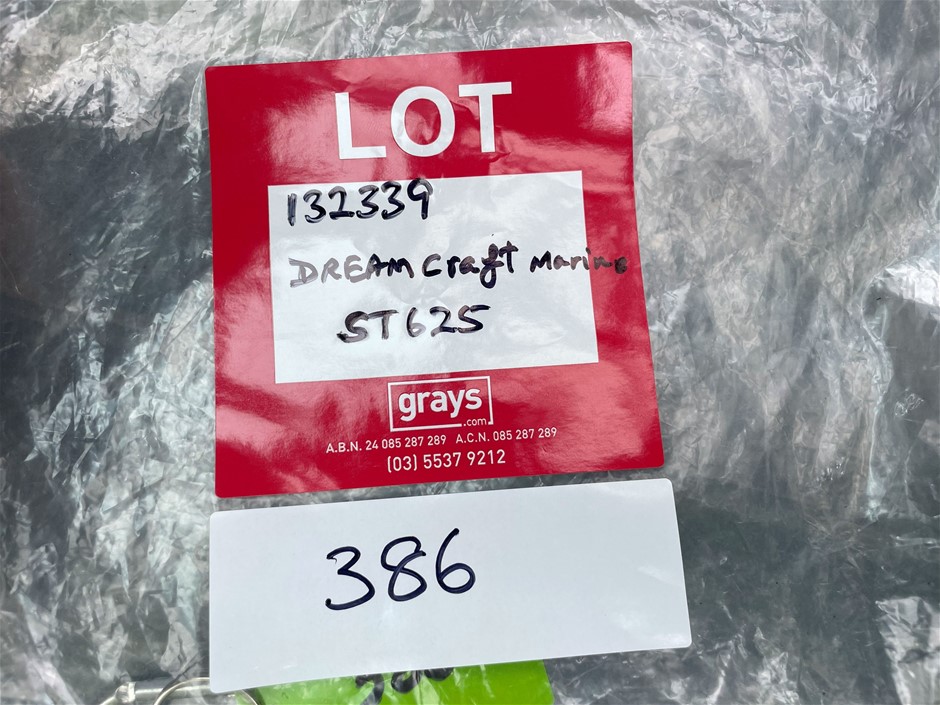 LOT
132339
DREAM Craft Marine
ST625
grays
.com
A.B.N. 24 085 287 289 A.C.N. 085 287 289
(03) 5537 9212
386